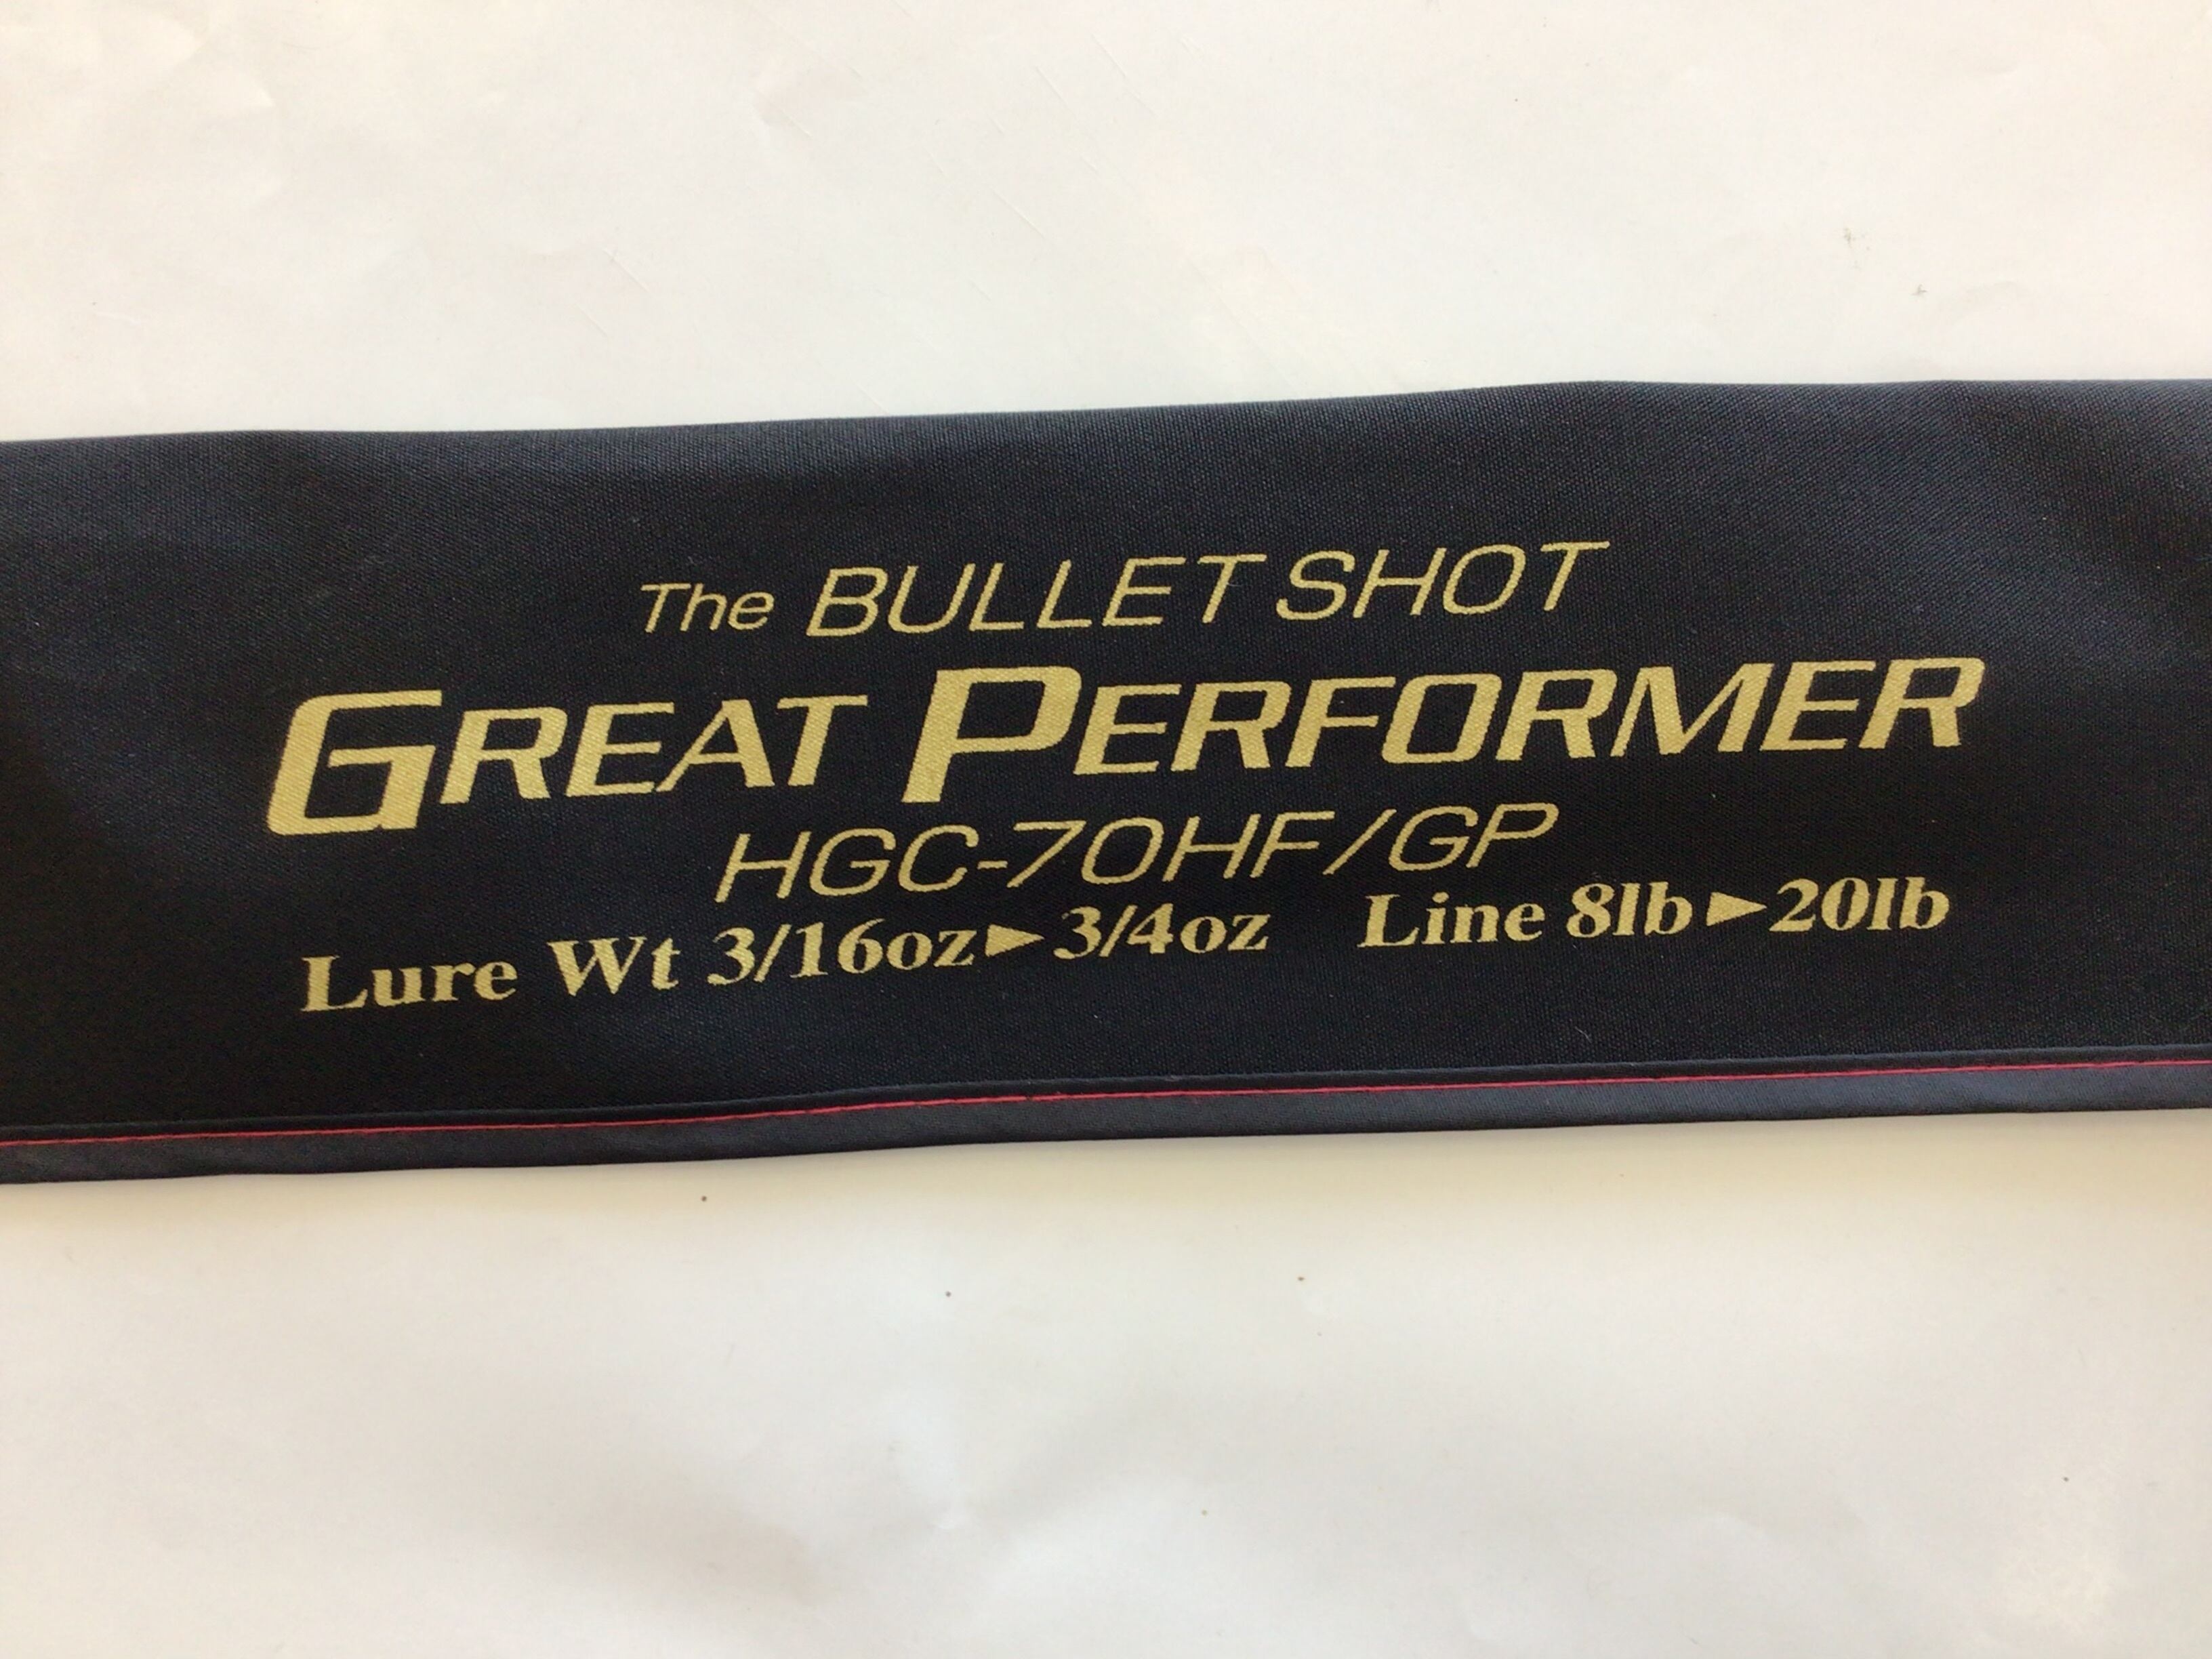 The BULLET SHOT
GREAT PERFORMER
HGC-70HF/GP
Lure Wt 3/16oz►3/4oz Line 8lb►20lb